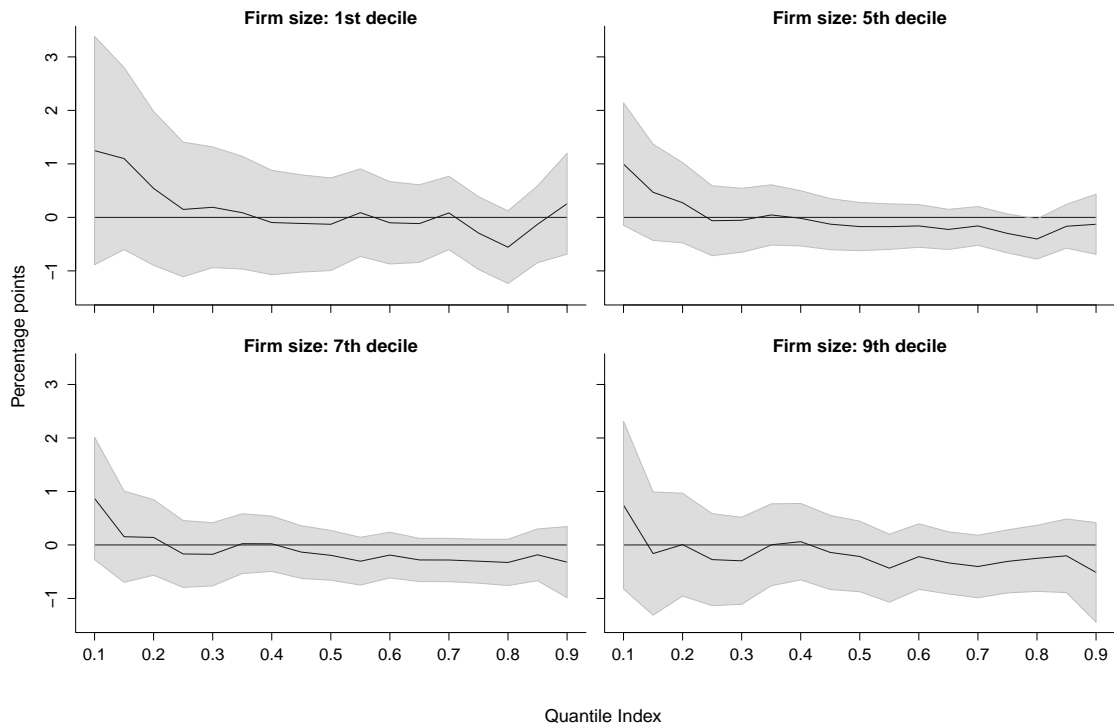 Firm size: 1st decile
Firm size: 5th decile
3
2
1
0
−1
Percentage points
Firm size: 7th decile
Firm size: 9th decile
3
2
1
0
−1
0.1 0.2 0.3 0.4 0.5 0.6 0.7 0.8 0.9
0.1 0.2 0.3 0.4 0.5 0.6 0.7 0.8 0.9
Quantile Index